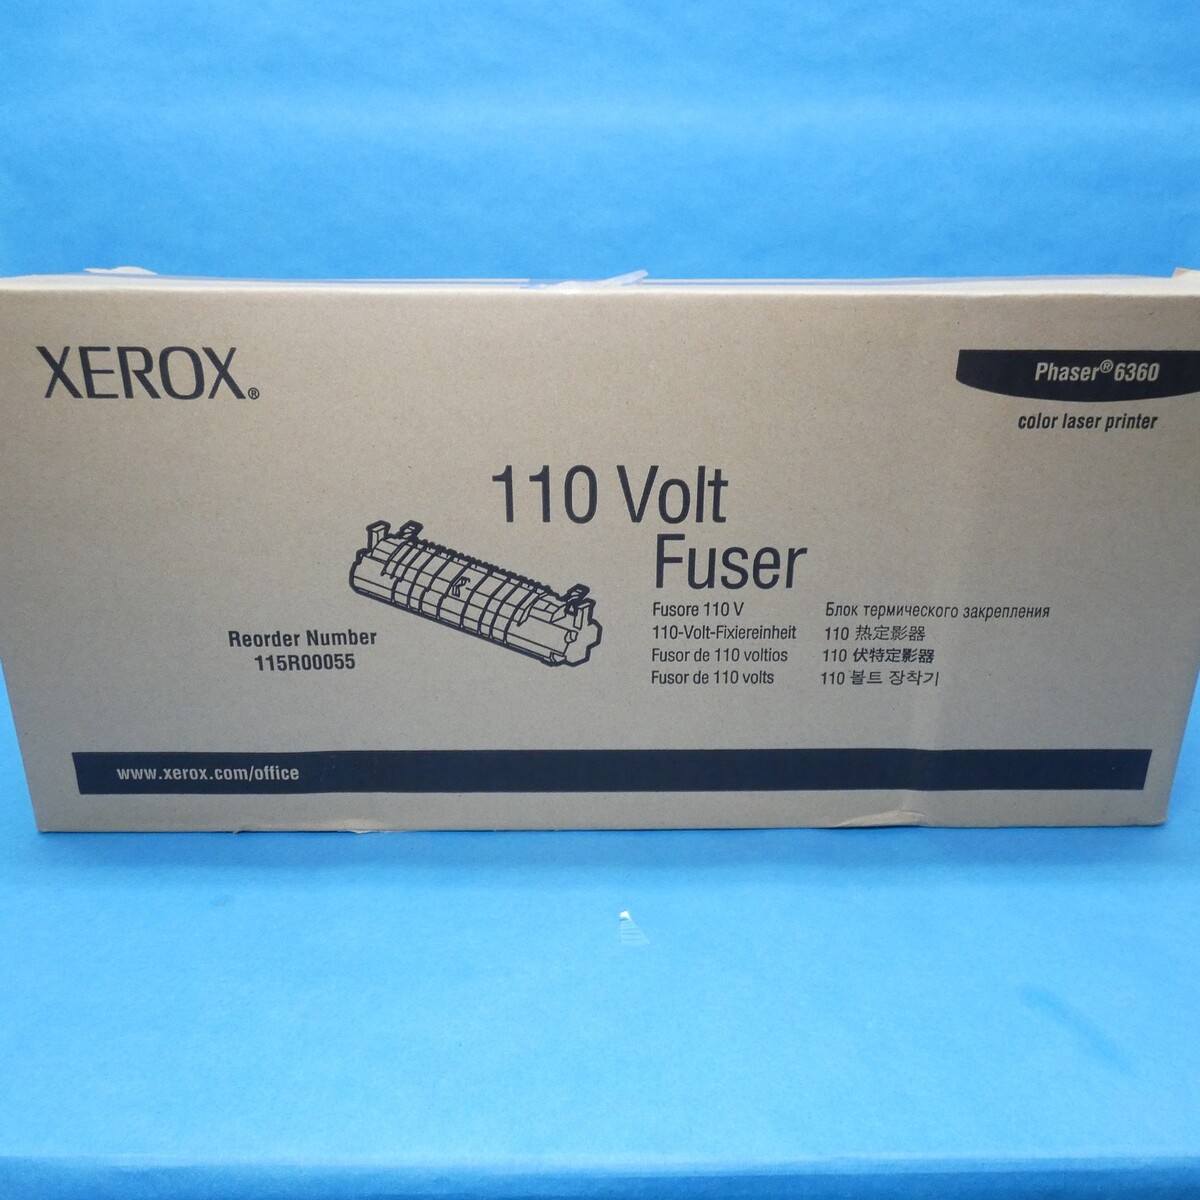 XEROX®
Phaser®6360
color laser printer
110 Volt
Fuser
Reorder Number
115R00055
Fusore 110 V
110-Volt-Fixiereinheit
Fusor de 110 voltios
Fusor de 110 volts
Блок термического закрепления
110 热定影器
110 伏特定影器
110 볼트 장착기
www.xerox.com/office